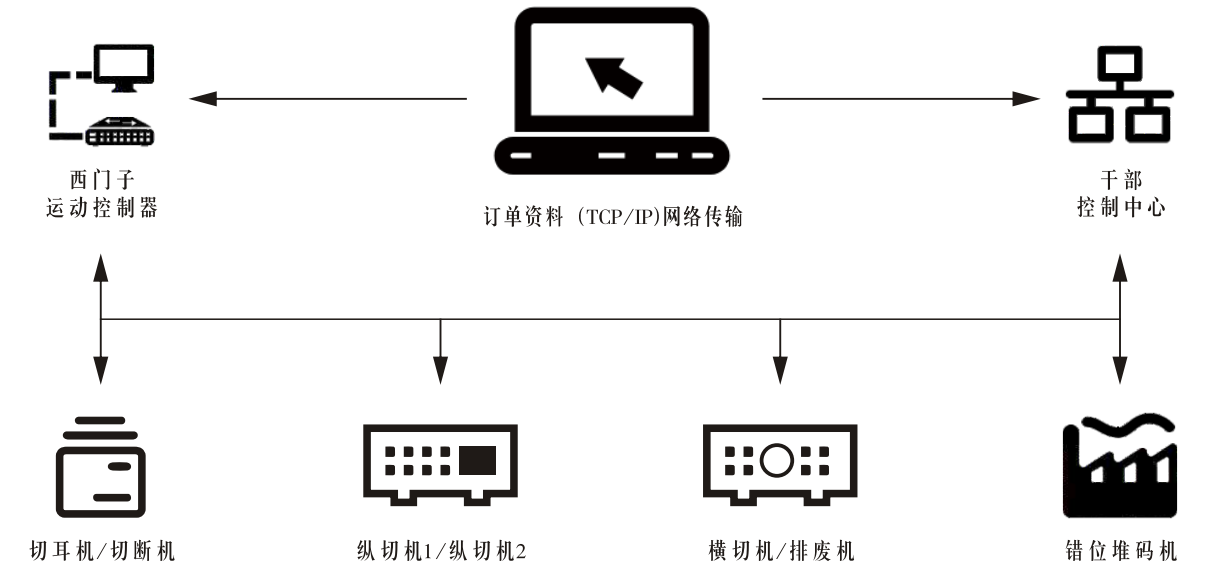 西门子
运动控制器
订单资料（TCP/IP)网络传输
干部
控制中心
切耳机/切断机
纵切机1/纵切机2
横切机/排废机
错位堆码机